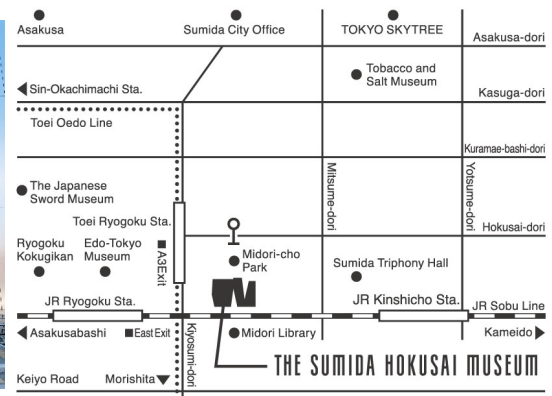 Asakusa
Sumida City Office
TOKYO SKYTREE
Asakusa-dori
Tobacco and
Salt Museum
Sin-Okachimachi Sta.
Kasuga-dori
Toei Oedo Line
Kuramae-bashi-dori
The Japanese
Sword Museum
Mitsume-dori
Yotsume-dori
Toei Ryogoku Sta.
Hokusai-dori
Ryogoku
Kokugikan
Edo-Tokyo
Museum
A3Exit
Midori-cho
Park
Sumida Triphony Hall
JR Ryogoku Sta.
JR Kinshicho Sta.
JR Sobu Line
Asakusabashi
East Exit
Kiyosumi-dori
Midori Library
Kameido
THE SUMIDA HOKUSAI MUSEUM
Keiyo Road
Morishita